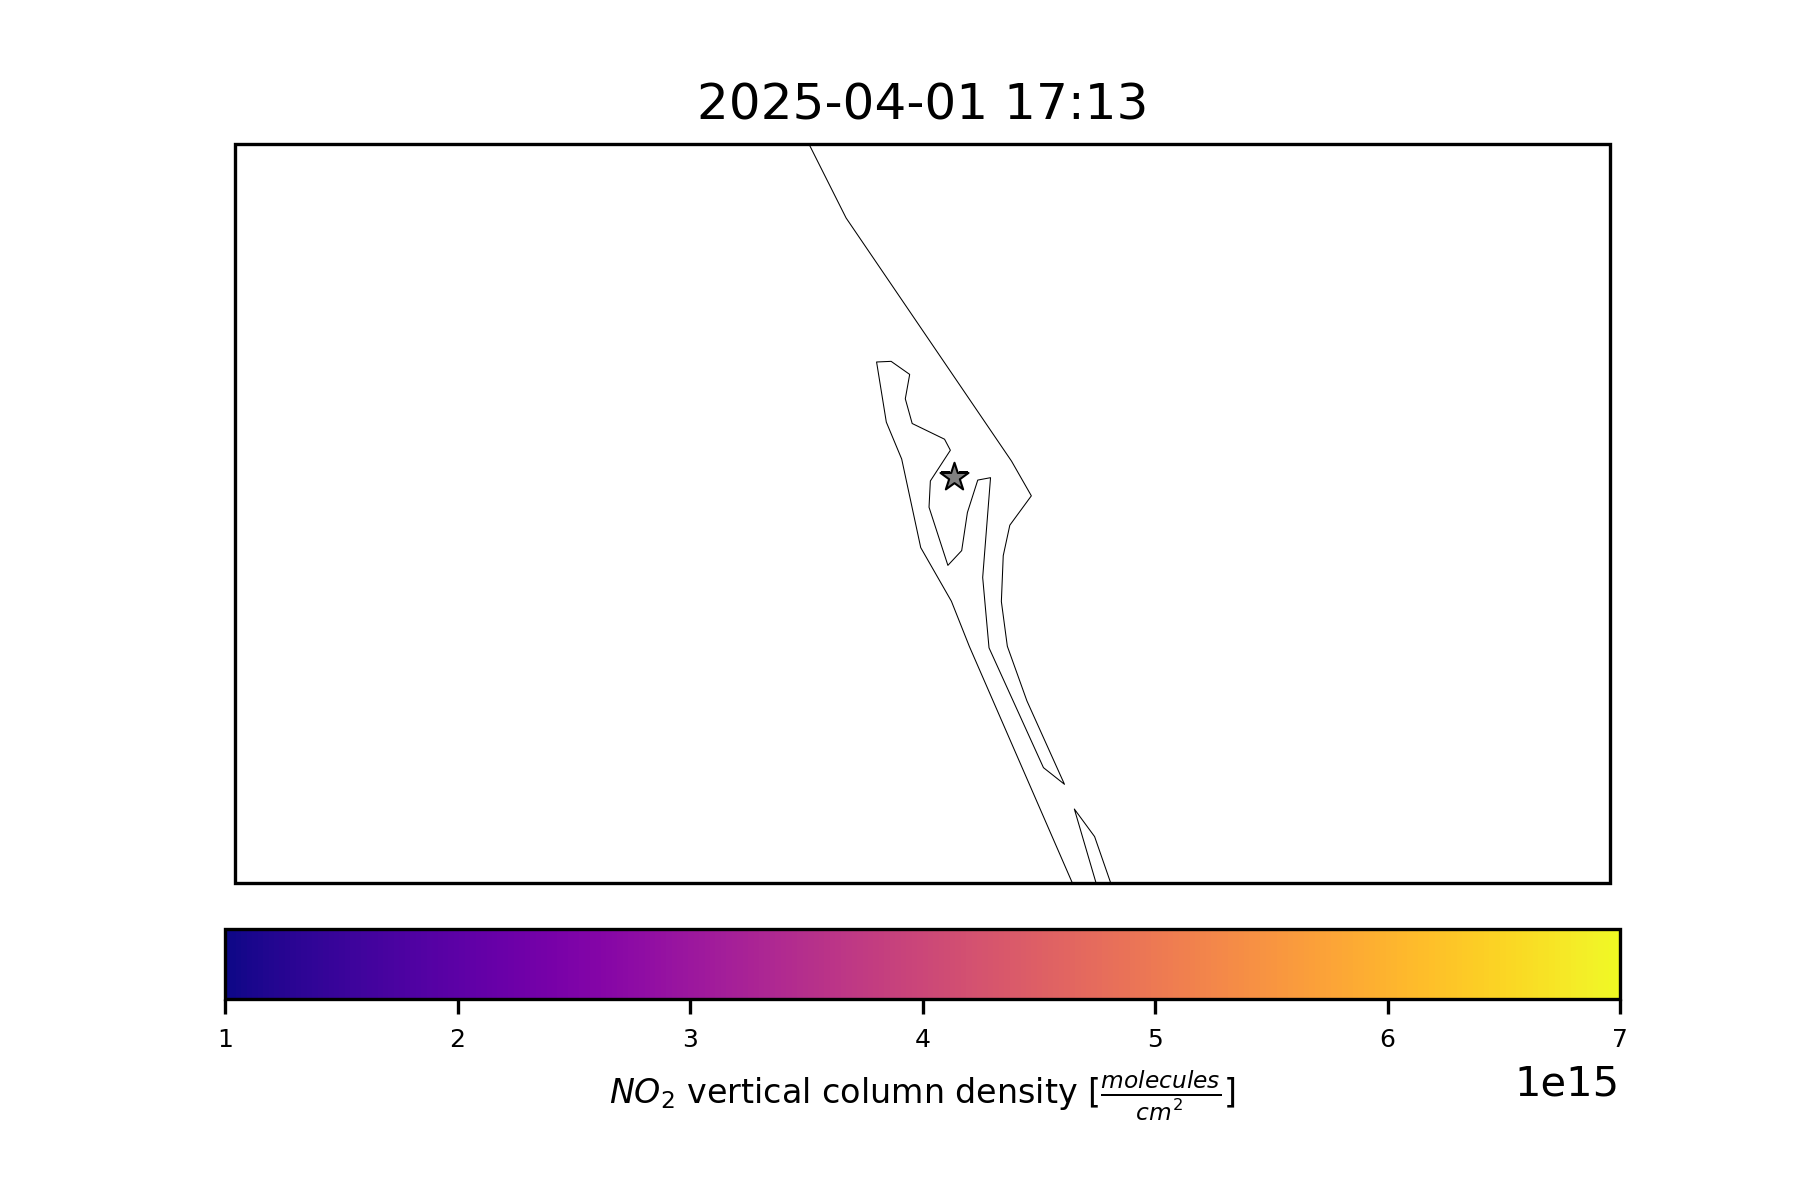 2025-04-01 17:13
1 2 3 4 5 6 7
1e15
NO₂ vertical column density [molecules/cm²]